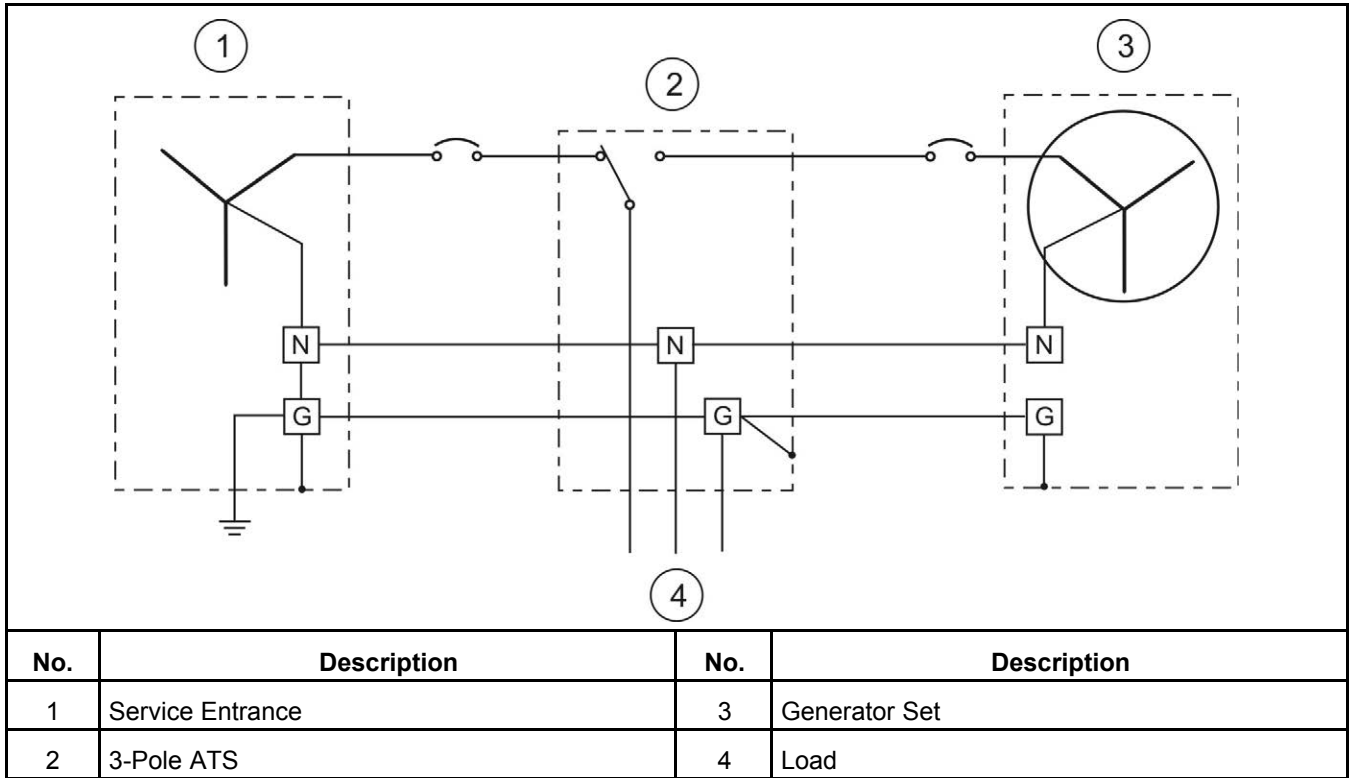 1
3
2
N
N
N
G
G
G
4
No. Description No. Description
1 Service Entrance 3 Generator Set
2 3-Pole ATS 4 Load